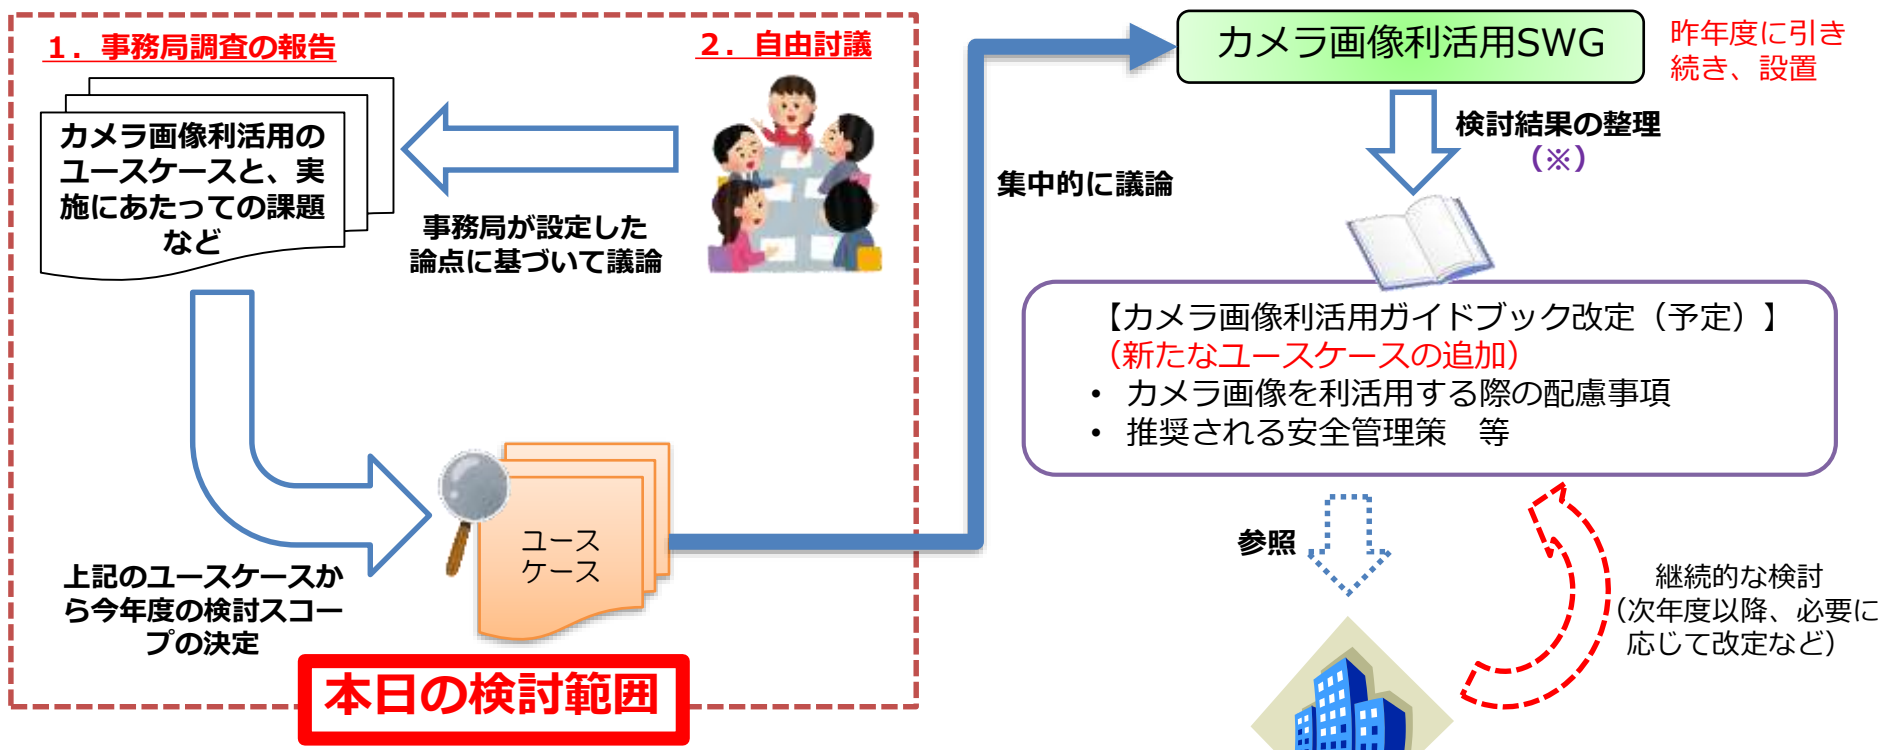 １．事務局調査の報告
２．自由討議
カメラ画像利活用の
ユースケースと、実
施にあたっての課題
など
事務局が設定した
論点に基づいて議論
上記のユースケースか
ら今年度の検討スコー
プの決定
ユース
ケース
本日の検討範囲
集中的に議論
カメラ画像利活用SWG
昨年度に引き
続き、設置
検討結果の整理
（※）
【カメラ画像利活用ガイドブック改定（予定）】
（新たなユースケースの追加）
• カメラ画像を利活用する際の配慮事項
• 推奨される安全管理策　等
参照
継続的な検討
（次年度以降、必要に
応じて改定など）